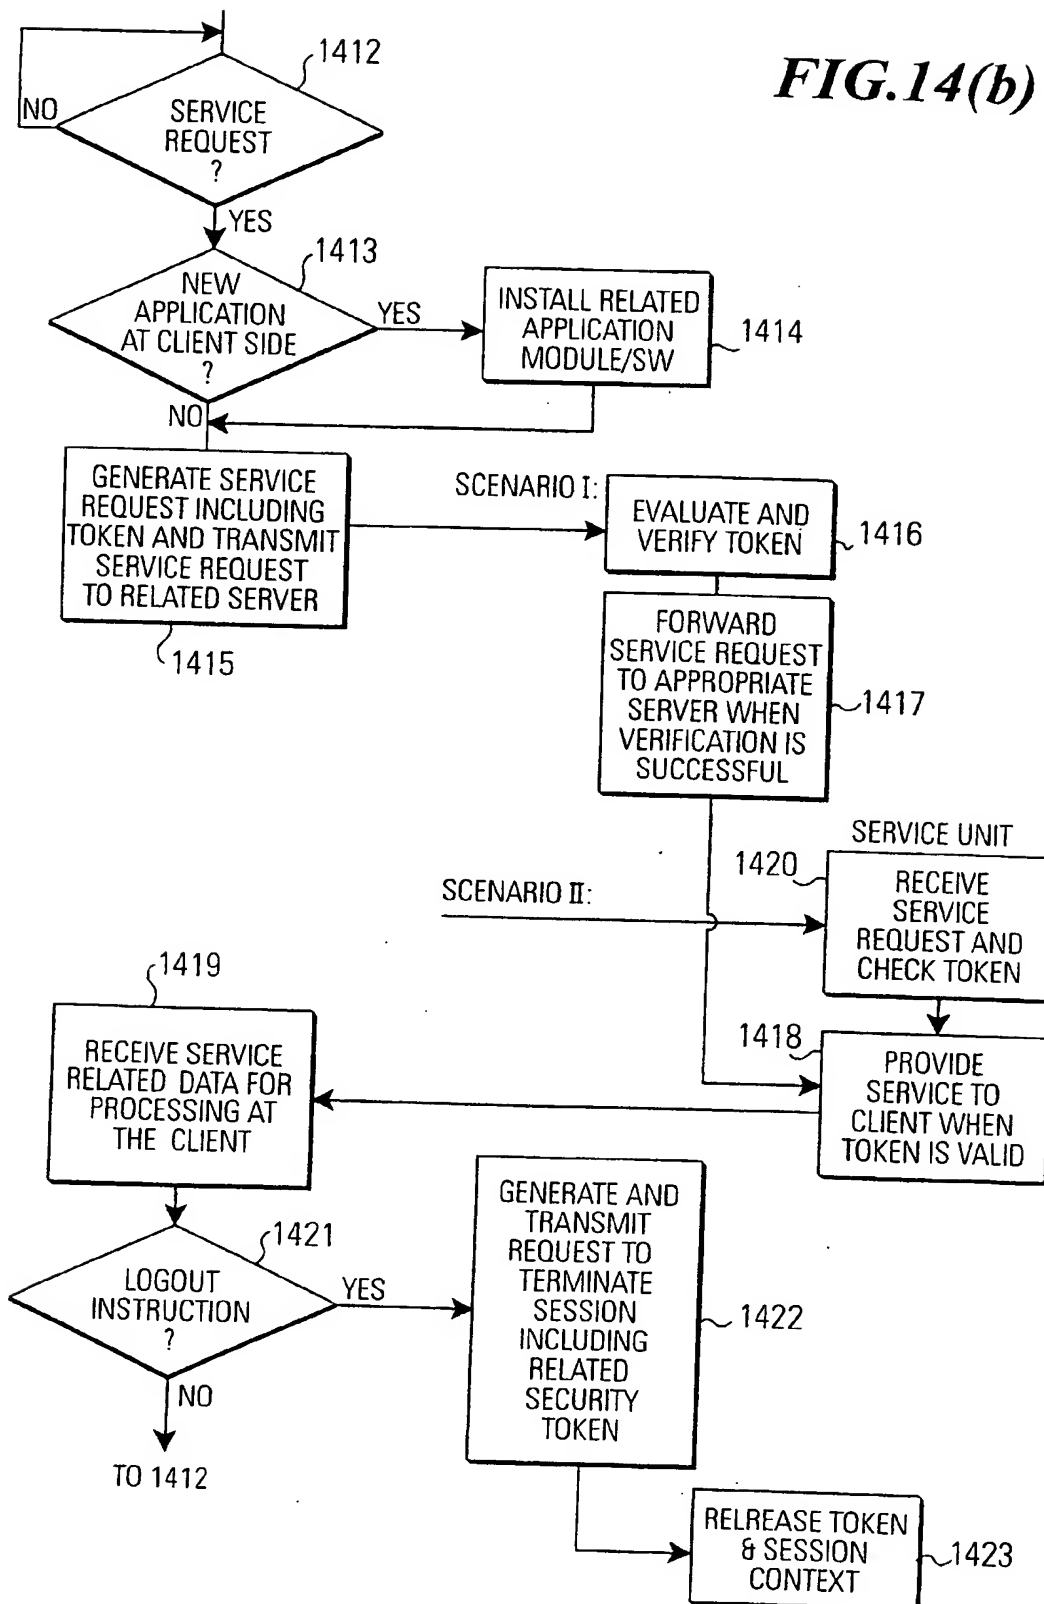 FIG.14(b)
1412
NO
SERVICE
REQUEST
?
YES
1413
NEW
APPLICATION
AT CLIENT SIDE
?
YES
INSTALL RELATED
APPLICATION
MODULE/SW
1414
NO
GENERATE SERVICE
REQUEST INCLUDING
TOKEN AND TRANSMIT
SERVICE REQUEST
TO RELATED SERVER
1415
SCENARIO I:
EVALUATE AND
VERIFY TOKEN
1416
FORWARD
SERVICE REQUEST
TO APPROPRIATE
SERVER WHEN
VERIFICATION IS
SUCCESSFUL
1417
SERVICE UNIT
1420
SCENARIO II:
RECEIVE
SERVICE
REQUEST AND
CHECK TOKEN
1418
PROVIDE
SERVICE TO
CLIENT WHEN
TOKEN IS VALID
1419
RECEIVE SERVICE
RELATED DATA FOR
PROCESSING AT
THE CLIENT
1421
LOGOUT
INSTRUCTION
?
YES
NO
TO 1412
GENERATE AND
TRANSMIT
REQUEST TO
TERMINATE
SESSION
INCLUDING
RELATED
SECURITY
TOKEN
1422
RELREASE TOKEN
& SESSION
CONTEXT
1423